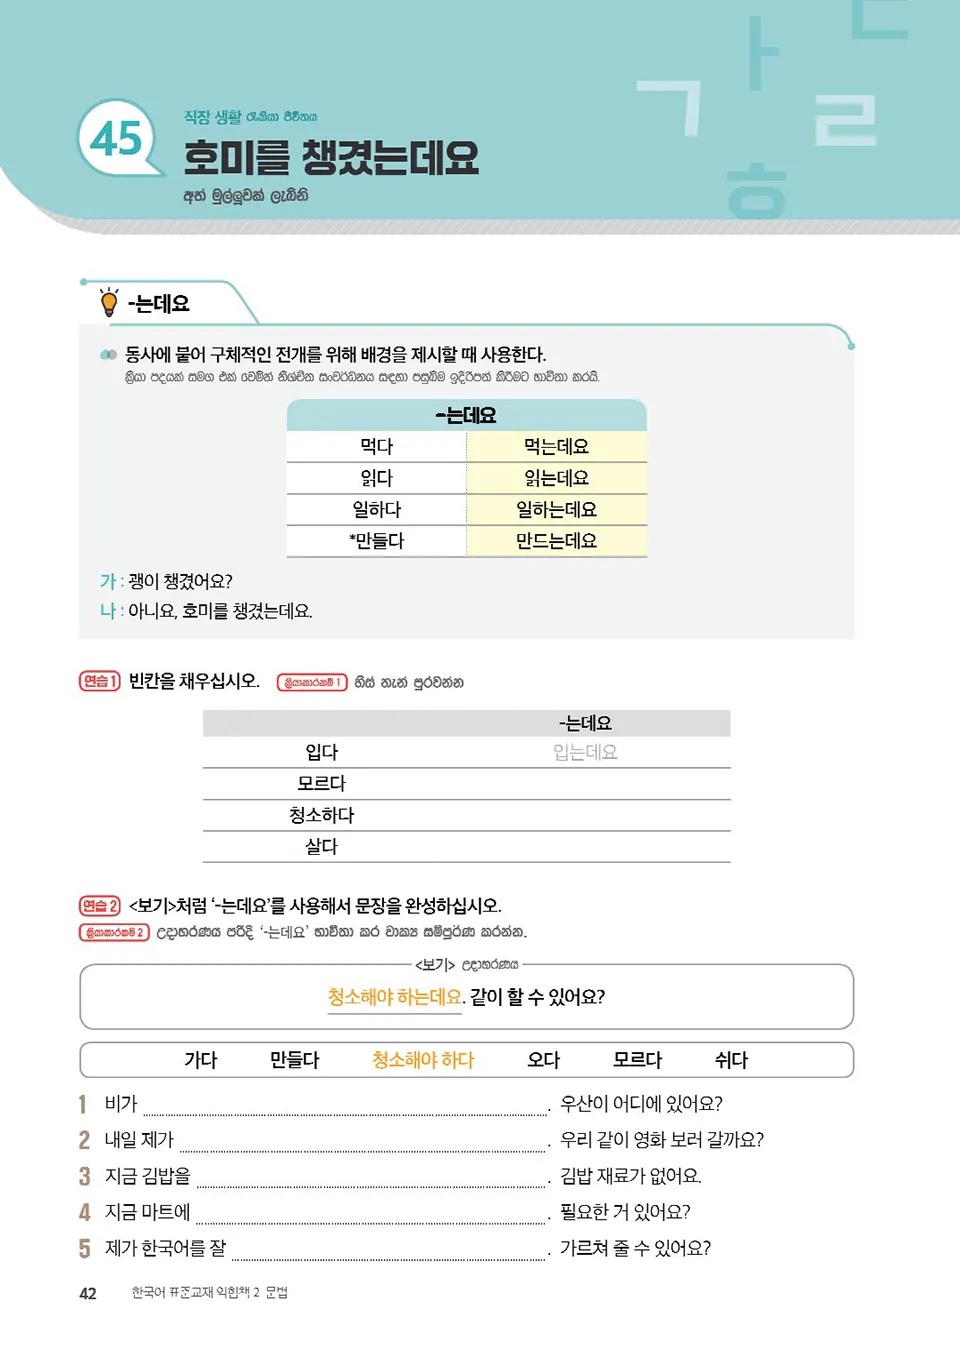 45
직장 생활 රැකියා ජීවිතය
호미를 챙겼는데요
අත් මුල්ලූවක් ලැබිනි
ㄱ ㅏ ㄹ ㅎ ㄷ
-는데요
동사에 붙어 구체적인 전개를 위해 배경을 제시할 때 사용한다.
ක්‍රියා පදයක් සමග එක් වෙමින් නිශ්චිත සංවර්ධනය සඳහා පසුබිම ඉදිරිපත් කිරීමට භාවිතා කරයි.
-는데요
먹다 먹는데요
읽다 읽는데요
일하다 일하는데요
*만들다 만드는데요
가 : 괭이 챙겼어요?
나 : 아니요, 호미를 챙겼는데요.
연습 1 빈칸을 채우십시오. ක්‍රියාකාරකම් 1 හිස් තැන් පුරවන්න
-는데요
입다 입는데요
모르다
청소하다
살다
연습 2 <보기>처럼 ‘-는데요’를 사용해서 문장을 완성하십시오.
ක්‍රියාකාරකම් 2 උදාහරණය පරිදි ‘-는데요’ භාවිතා කර වාක්‍ය සම්පූර්ණ කරන්න.
<보기> උදාහරණය
청소해야 하는데요. 같이 할 수 있어요?
가다 만들다 청소해야 하다 오다 모르다 쉬다
1 비가 . 우산이 어디에 있어요?
2 내일 제가 . 우리 같이 영화 보러 갈까요?
3 지금 김밥을 . 김밥 재료가 없어요.
4 지금 마트에 . 필요한 거 있어요?
5 제가 한국어를 잘 . 가르쳐 줄 수 있어요?
42 한국어 표준교재 익힘책 2 문법